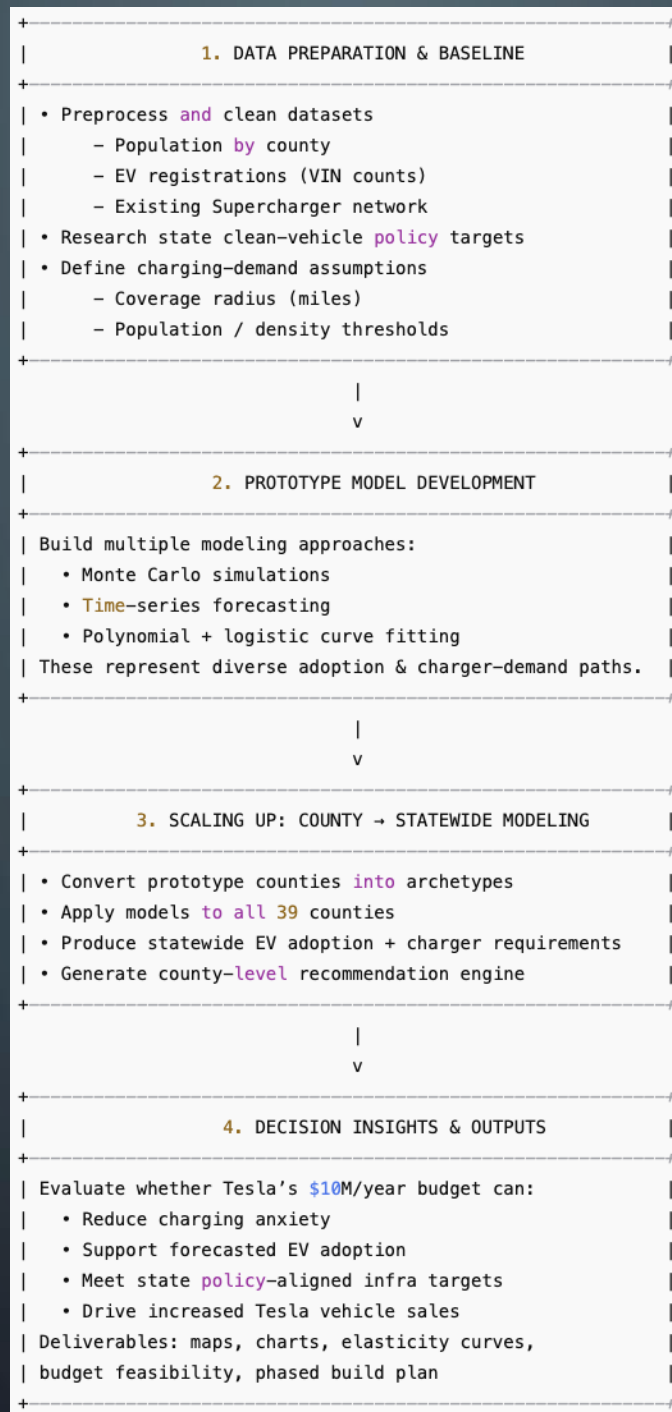 1. DATA PREPARATION & BASELINE
• Preprocess and clean datasets
– Population by county
– EV registrations (VIN counts)
– Existing Supercharger network
• Research state clean-vehicle policy targets
• Define charging-demand assumptions
– Coverage radius (miles)
– Population / density thresholds
|
v
2. PROTOTYPE MODEL DEVELOPMENT
Build multiple modeling approaches:
• Monte Carlo simulations
• Time-series forecasting
• Polynomial + logistic curve fitting
These represent diverse adoption & charger-demand paths.
|
v
3. SCALING UP: COUNTY → STATEWIDE MODELING
• Convert prototype counties into archetypes
• Apply models to all 39 counties
• Produce statewide EV adoption + charger requirements
• Generate county-level recommendation engine
|
v
4. DECISION INSIGHTS & OUTPUTS
Evaluate whether Tesla’s $10M/year budget can:
• Reduce charging anxiety
• Support forecasted EV adoption
• Meet state policy-aligned infra targets
• Drive increased Tesla vehicle sales
Deliverables: maps, charts, elasticity curves,
budget feasibility, phased build plan